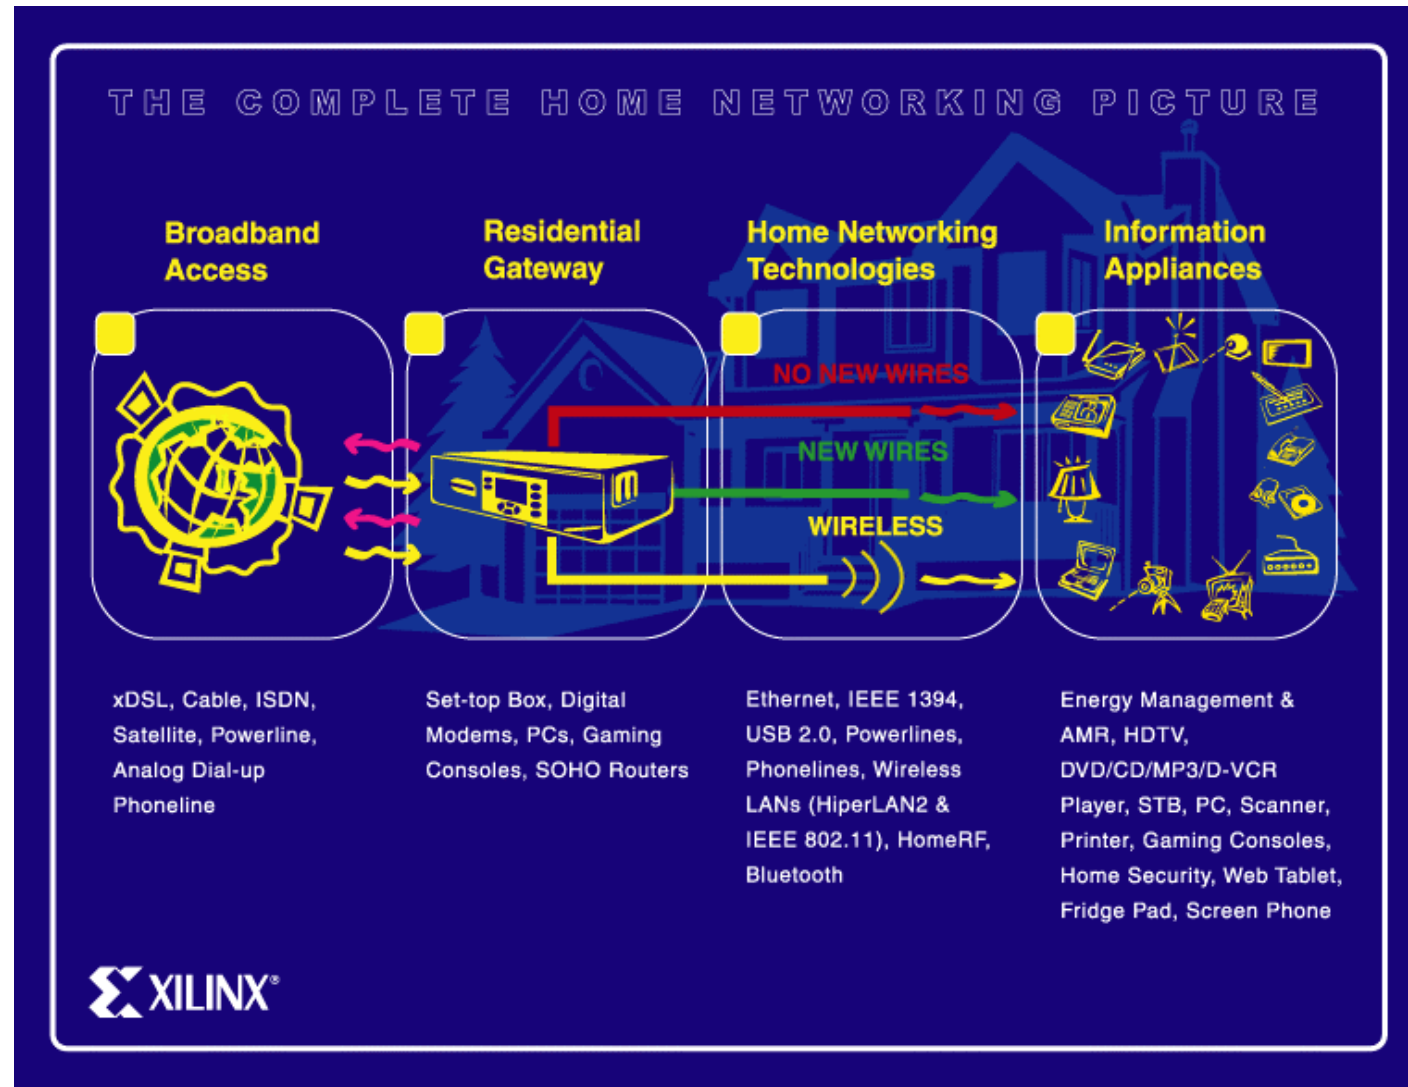 THE COMPLETE HOME NETWORKING PICTURE
Broadband
Access
Residential
Gateway
Home Networking
Technologies
Information
Appliances
NO NEW WIRES
NEW WIRES
WIRELESS
xDSL, Cable, ISDN,
Satellite, Powerline,
Analog Dial-up
Phoneline
Set-top Box, Digital
Modems, PCs, Gaming
Consoles, SOHO Routers
Ethernet, IEEE 1394,
USB 2.0, Powerlines,
Phonelines, Wireless
LANs (HiperLAN2 &
IEEE 802.11), HomeRF,
Bluetooth
Energy Management &
AMR, HDTV,
DVD/CD/MP3/D-VCR
Player, STB, PC, Scanner,
Printer, Gaming Consoles,
Home Security, Web Tablet,
Fridge Pad, Screen Phone
XILINX®